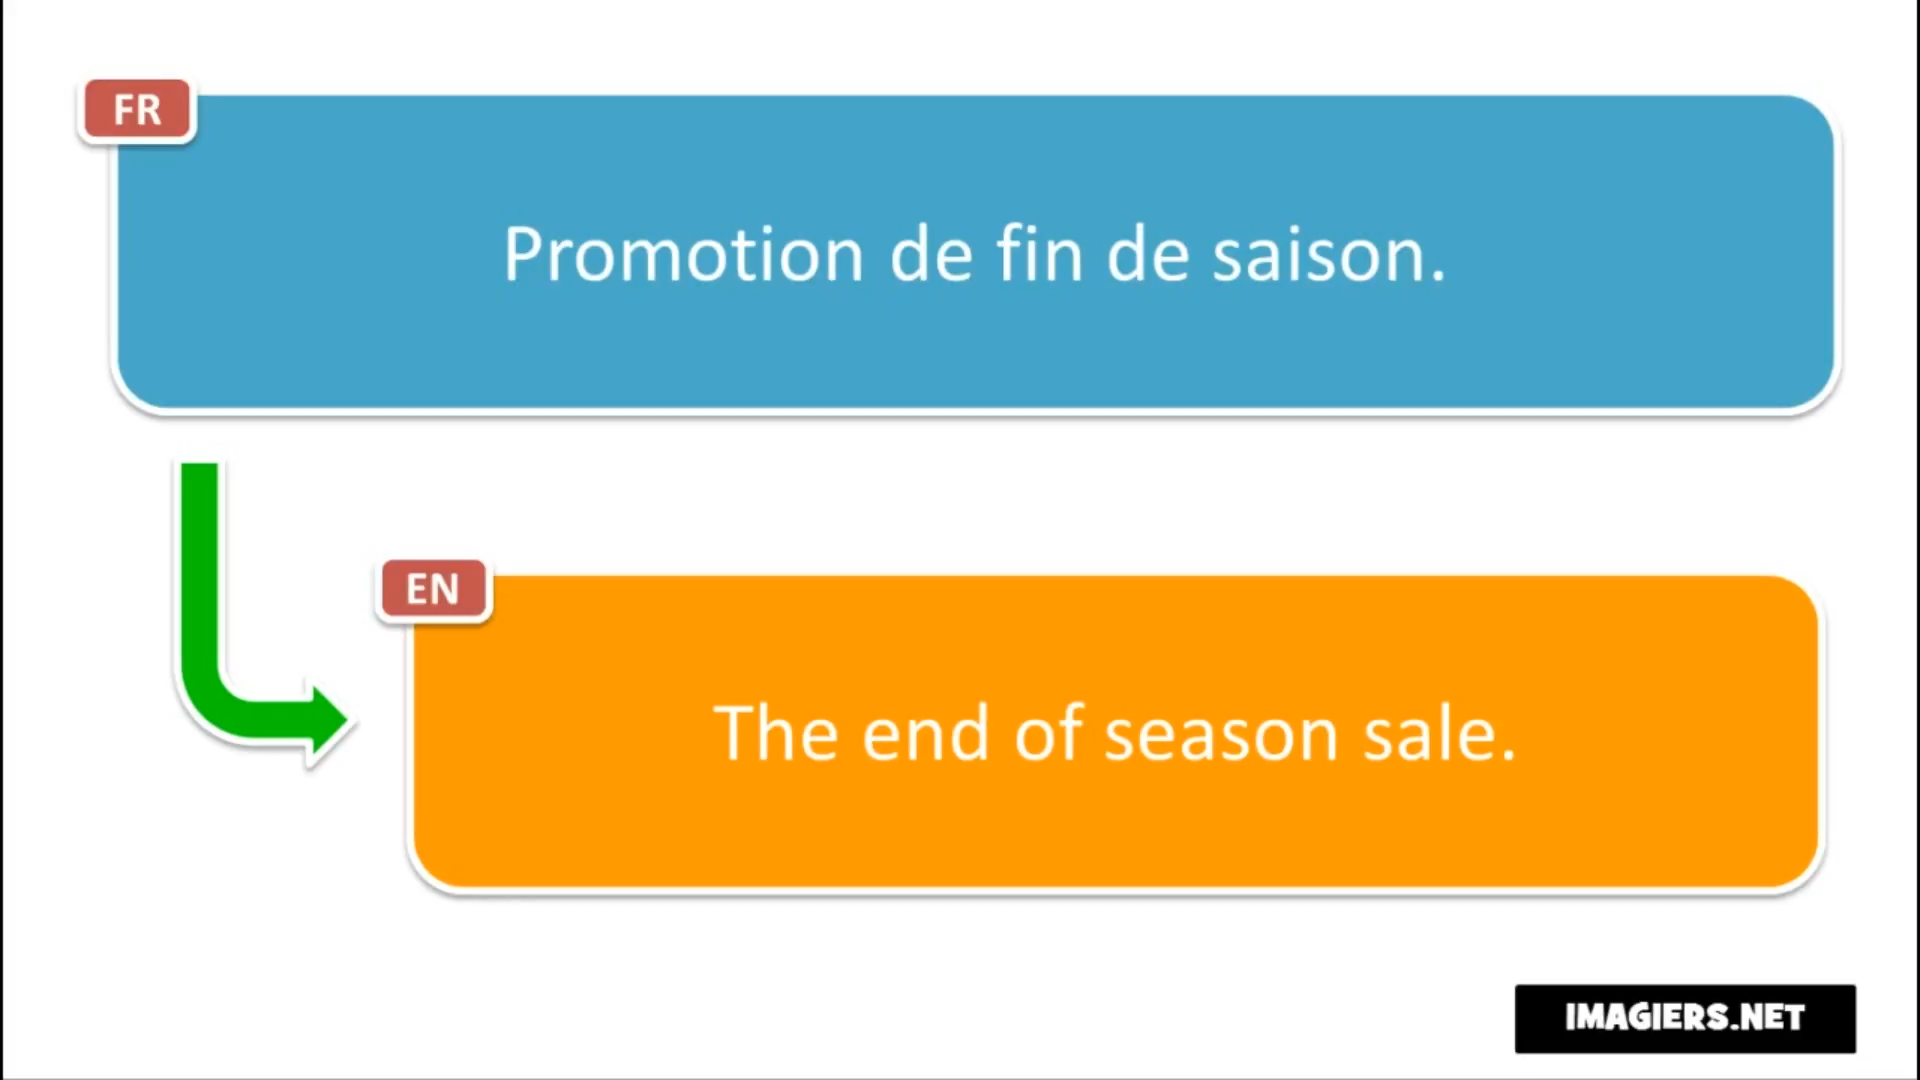 FR
Promotion de fin de saison.
EN
The end of season sale.
IMAGIERS.NET